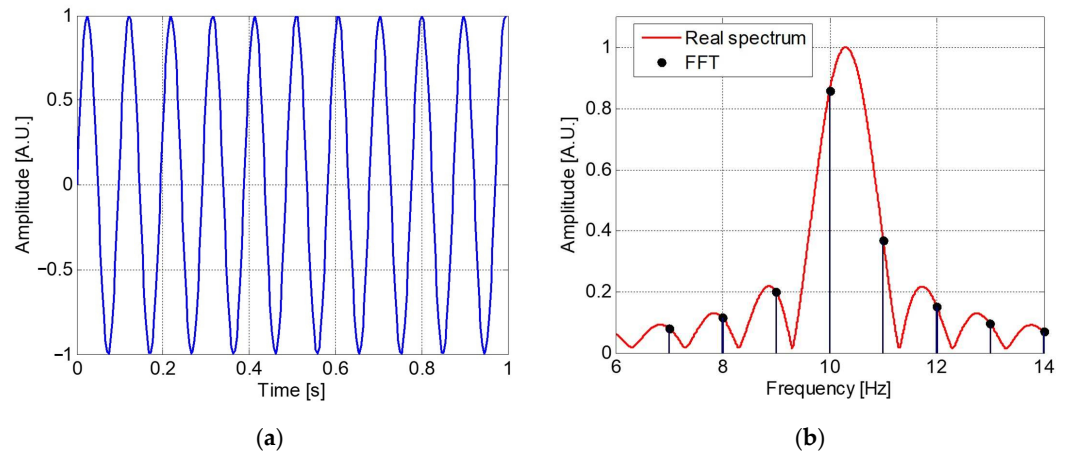 1
0.5
0
−0.5
−1
Amplitude [A.U.]
0 0.2 0.4 0.6 0.8 1
Time [s]
(a)
Real spectrum
FFT
1
0.8
0.6
0.4
0.2
0
Amplitude [A.U.]
6 8 10 12 14
Frequency [Hz]
(b)